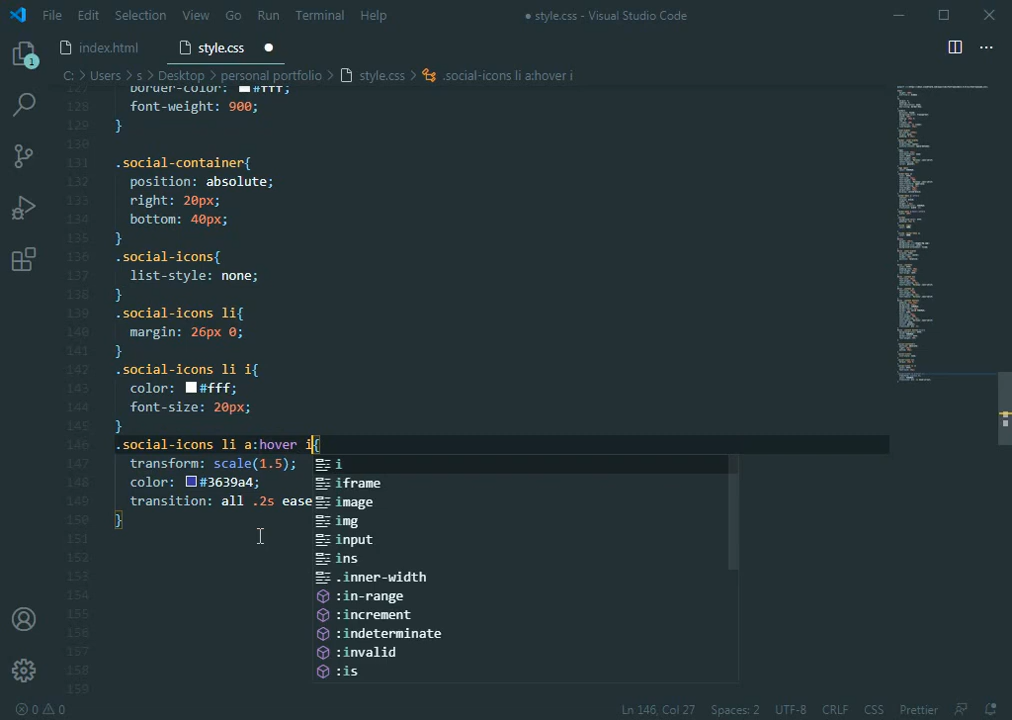 File Edit Selection View Go Run Terminal Help ● style.css - Visual Studio Code
index.html style.css
C: > Users > s > Desktop > personal portfolio > style.css > .social-icons li a:hover i
1
127 border-color: #fff;
128 font-weight: 900;
129 }
130
131 .social-container{
132 position: absolute;
133 right: 20px;
134 bottom: 40px;
135 }
136 .social-icons{
137 list-style: none;
138 }
139 .social-icons li{
140 margin: 26px 0;
141 }
142 .social-icons li i{
143 color: #fff;
144 font-size: 20px;
145 }
146 .social-icons li a:hover i{
147 transform: scale(1.5);
148 color: #3639a4;
149 transition: all .2s ease
150 }
151
152
153
154
155
156
157
158
159
i
iframe
image
img
input
ins
.inner-width
:in-range
:increment
:indeterminate
:invalid
:is
0 0 Ln 146, Col 27 Spaces: 2 UTF-8 CRLF CSS Prettier